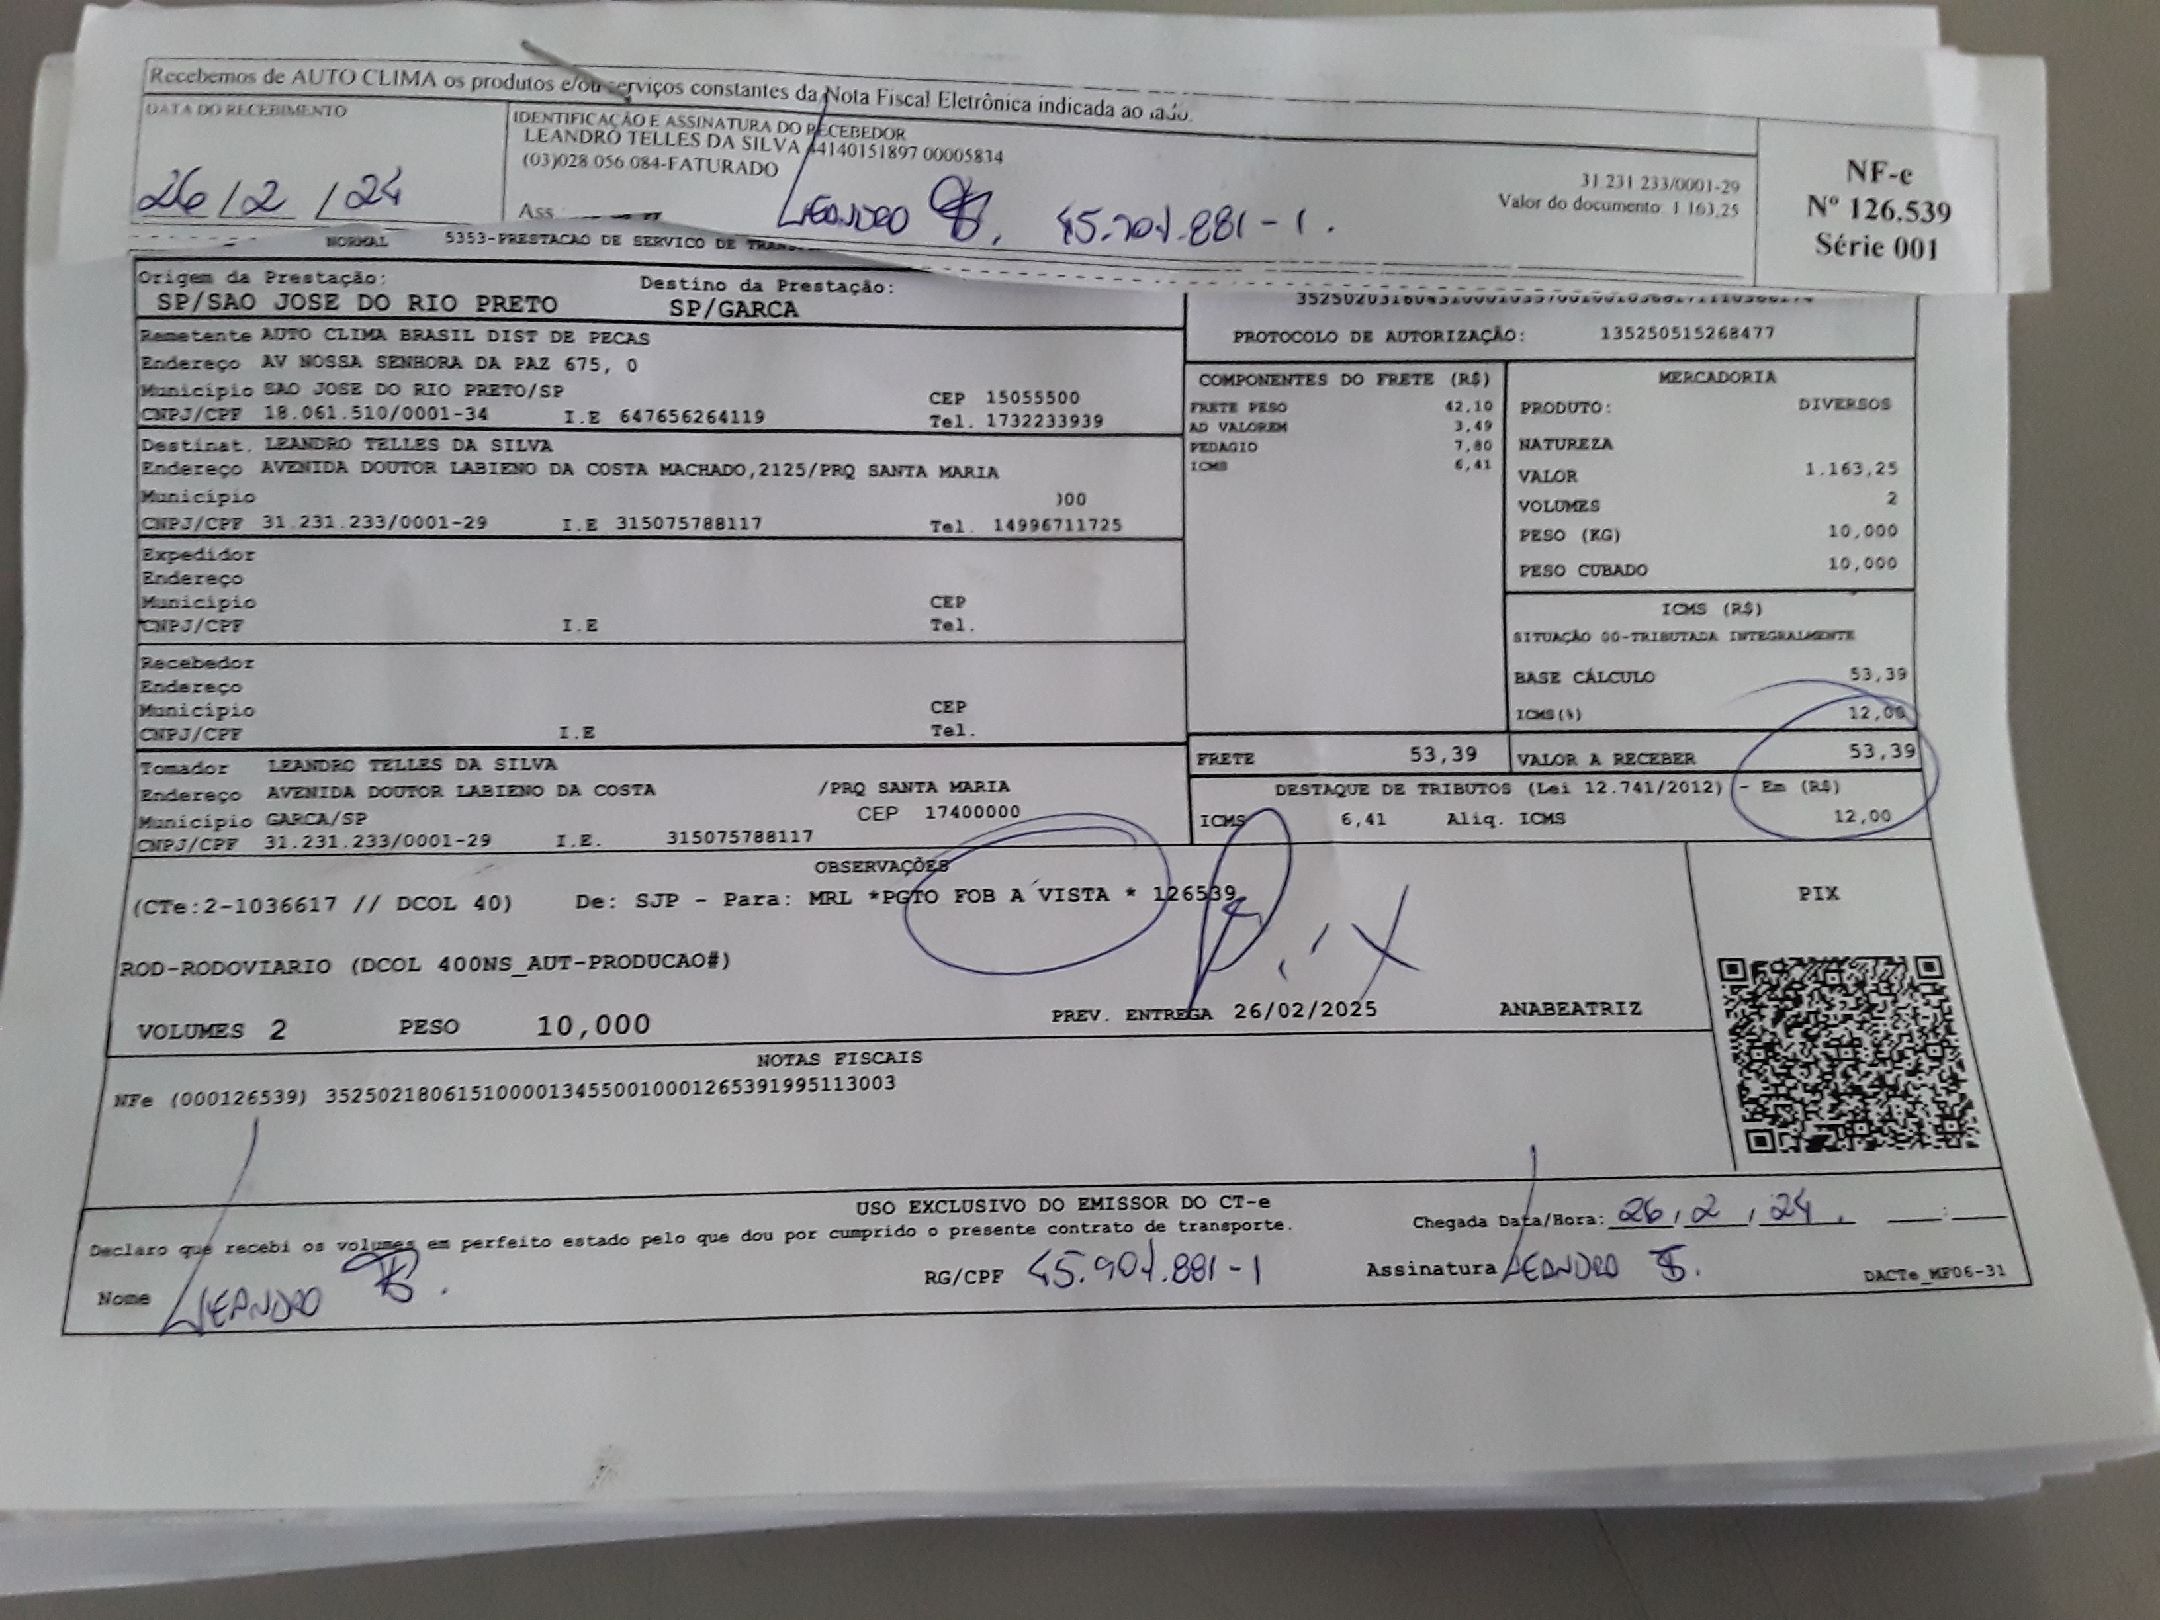 Recebemos de AUTO CLIMA os produtos e/ou serviços constantes da Nota Fiscal Eletrônica indicada ao lado.
DATA DO RECEBIMENTO
26/2/24
IDENTIFICAÇÃO E ASSINATURA DO RECEBEDOR
LEANDRO TELLES DA SILVA 44140151897 00005834
(03)028 056 084-FATURADO
Ass
LEANDRO
31 231 233/0001-29
Valor do documento 1 163,25
NF-e
Nº 126.539
Série 001
NORMAL 5353-PRESTACAO DE SERVICO DE
Origem da Prestação: Destino da Prestação:
SP/SAO JOSE DO RIO PRETO SP/GARCA
Remetente AUTO CLIMA BRASIL DIST DE PECAS
Endereço AV NOSSA SENHORA DA PAZ 675, 0
Município SAO JOSE DO RIO PRETO/SP CEP 15055500
CNPJ/CPF 18.061.510/0001-34 I.E 647656264119 Tel. 1732233939
Destinat. LEANDRO TELLES DA SILVA
Endereço AVENIDA DOUTOR LABIENO DA COSTA MACHADO,2125/PRQ SANTA MARIA
Município 00
CNPJ/CPF 31.231.233/0001-29 I.E 315075788117 Tel. 14996711725
Expedidor
Endereço
Município CEP
CNPJ/CPF I.E Tel.
Recebedor
Endereço
Município CEP
CNPJ/CPF I.E Tel.
Tomador LEANDRO TELLES DA SILVA
Endereço AVENIDA DOUTOR LABIENO DA COSTA /PRQ SANTA MARIA
Município GARCA/SP CEP 17400000
CNPJ/CPF 31.231.233/0001-29 I.E. 315075788117
PROTOCOLO DE AUTORIZAÇÃO: 135250515268477
COMPONENTES DO FRETE (R$)
FRETE PESO 42,10
AD VALOREM 3,49
PEDAGIO 7,80
ICMS 6,41
MERCADORIA
PRODUTO: DIVERSOS
NATUREZA
VALOR 1.163,25
VOLUMES 2
PESO (KG) 10,000
PESO CUBADO 10,000
ICMS (R$)
SITUAÇÃO 00-TRIBUTADA INTEGRALMENTE
BASE CÁLCULO 53,39
ICMS(%) 12,00
FRETE 53,39 VALOR A RECEBER 53,39
DESTAQUE DE TRIBUTOS (Lei 12.741/2012) - Em (R$)
ICMS 6,41 Aliq. ICMS 12,00
OBSERVAÇÕES
(CTe:2-1036617 // DCOL 40) De: SJP - Para: MRL *PGTO FOB A VISTA * 126539
Pix
ROD-RODOVIARIO (DCOL 400NS_AUT-PRODUCAO#)
VOLUMES 2 PESO 10,000 PREV. ENTREGA 26/02/2025 ANABEATRIZ
PIX
NOTAS FISCAIS
NFe (000126539) 35250218061510000134550010001265391995113003
USO EXCLUSIVO DO EMISSOR DO CT-e
Declaro que recebi os volumes em perfeito estado pelo que dou por cumprido o presente contrato de transporte.
Chegada Data/Hora: 26/2/24 __:__
Nome LEANDRO RG/CPF 45.901.881-1 Assinatura LEANDRO
DACTe_MF06-31